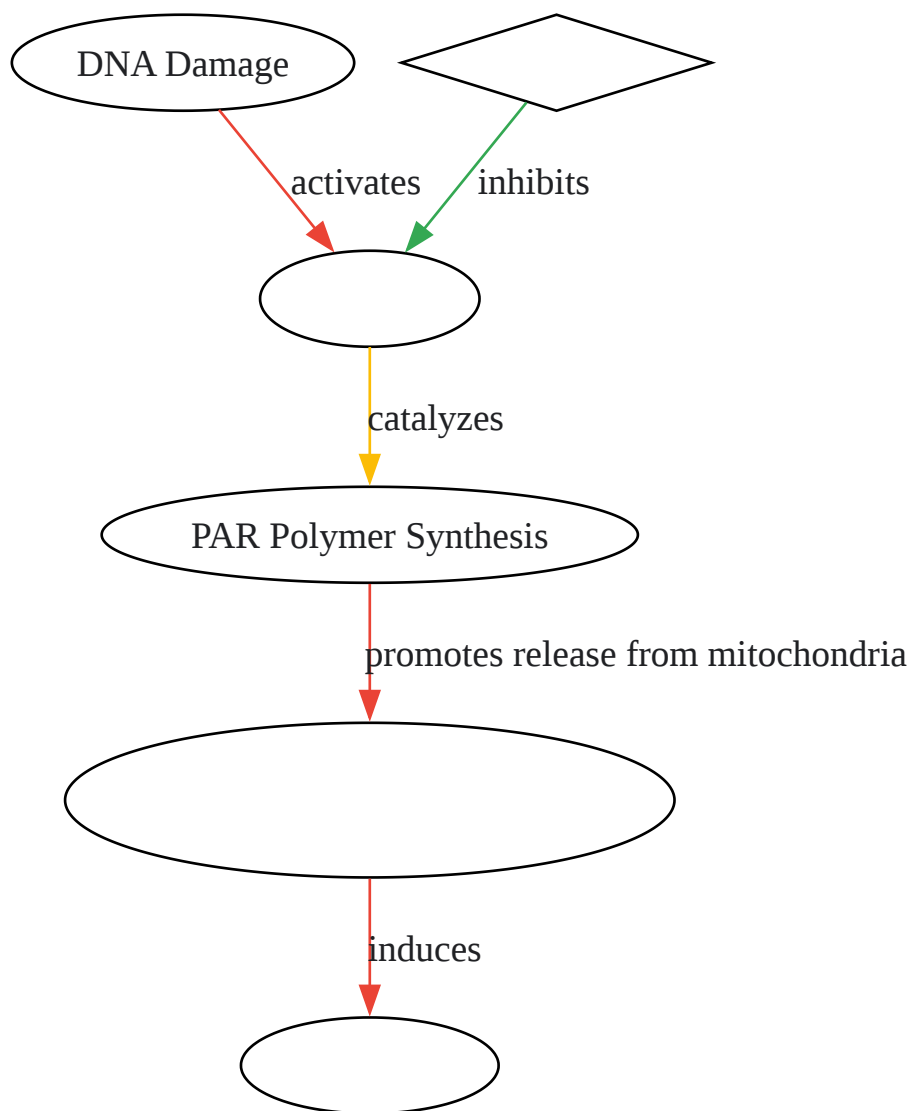 DNA Damage
activates
inhibits
catalyzes
PAR Polymer Synthesis
promotes release from mitochondria
induces